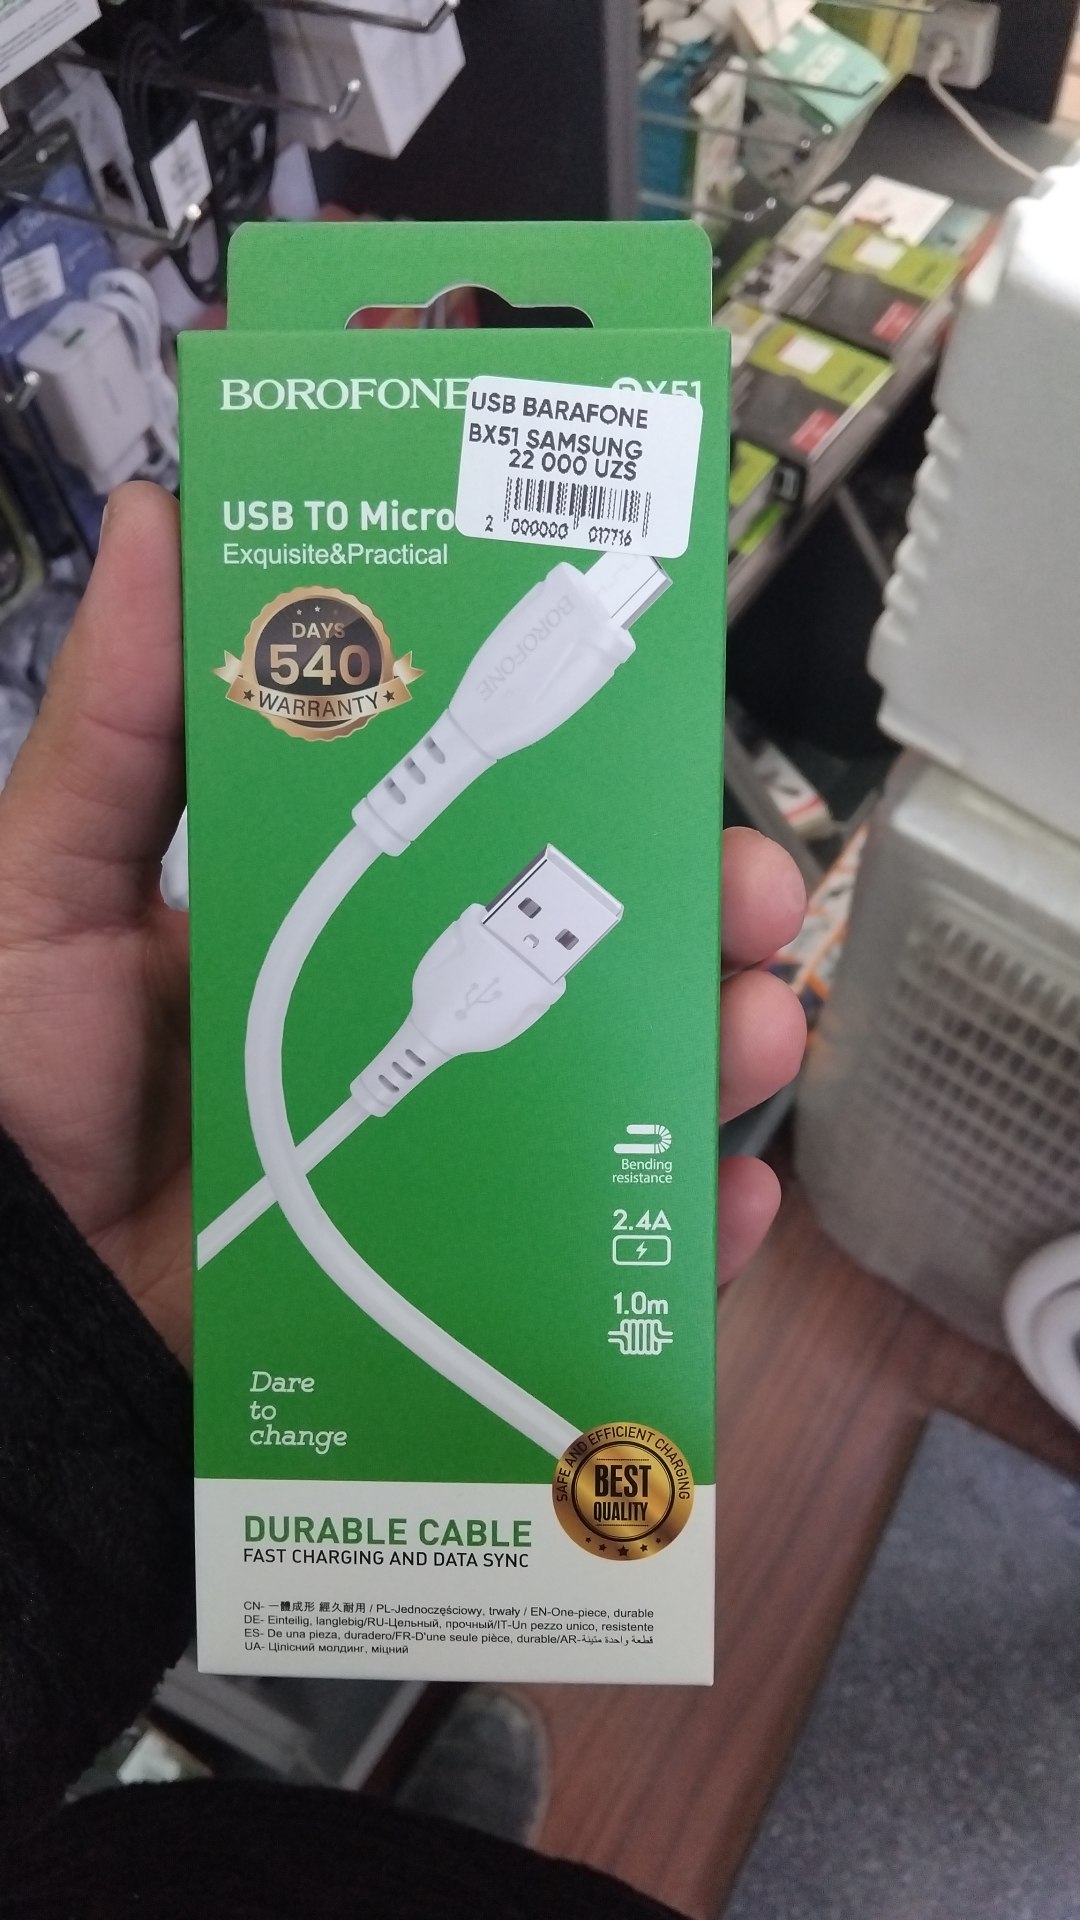 BOROFONE
BX51
USB BARAFONE
BX51 SAMSUNG
22 000 UZS
2 000000 017716
USB TO Micro
Exquisite&Practical
DAYS
540
WARRANTY
BOROFONE
Bending
resistance
2.4A
1.0m
Dare
to
change
SAFE AND EFFICIENT CHARGING
BEST
QUALITY
DURABLE CABLE
FAST CHARGING AND DATA SYNC
CN- 一體成形 經久耐用 / PL-Jednoczęściowy, trwały / EN-One-piece, durable
DE- Einteilig, langlebig/RU-Цельный, прочный/IT-Un pezzo unico, resistente
ES- De una pieza, duradero/FR-D'une seule pièce, durable/AR-قطعة واحدة متينة
UA- Цілісний молдинг, міцний